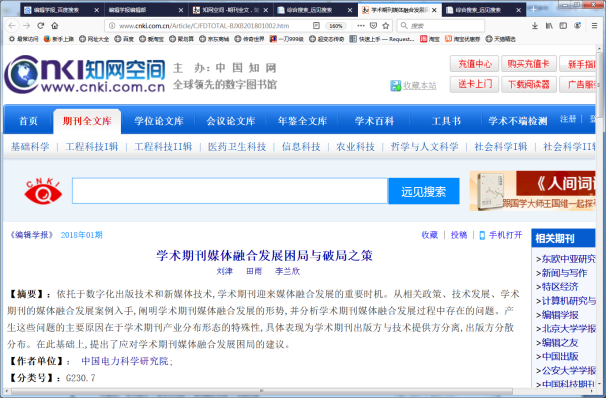 编辑学报_百度搜索
编辑学报编辑部
知网空间 -期刊全文，
综合搜索_远见搜索
学术期刊媒体融合发展困局
综合搜索_远见搜索
www.cnki.com.cn/Article/CJFDTOTAL-BJXB201801002.htm
160%
搜索
最常访问
新手上路
网址大全
百度
爱淘宝
聚划算
京东商城
传奇世界
一刀999级
超变态传奇
快速上手 — Request...
淘宝
淘宝优惠券
天猫精选
CNKI知网空间
www.cnki.com.cn
主 办：中 国 知 网
全球领先的数字图书馆
收藏本站
充值中心
购买充值卡
新手指南
送卡上门
下载阅读器
广告服
首页
期刊全文库
学位论文库
会议论文库
年鉴全文库
学术百科
工具书
学术不端检测
注册
基础科学
工程科技I辑
工程科技II辑
医药卫生科技
信息科技
农业科技
哲学与人文科学
社会科学I辑
社会科学II辑
CNKI
远见搜索
《人间词话
跟国学大师王国维一起探寻
《编辑学报》 2018年01期
收藏 | 投稿 | 手机打开
学术期刊媒体融合发展困局与破局之策
刘津 田雨 李兰欣
【摘要】：依托于数字化出版技术和新媒体技术,学术期刊迎来媒体融合发展的重要时机。从相关政策、技术发展、学术
期刊的媒体融合发展案例入手,阐明学术期刊媒体融合发展的形势,并分析学术期刊媒体融合发展过程中存在的问题。产
生这些问题的主要原因在于学术期刊产业分布形态的特殊性,具体表现为学术期刊出版方与技术提供方分离,出版方分散
分布。在此基础上,提出了应对学术期刊媒体融合发展困局的建议。
【作者单位】： 中国电力科学研究院;
【分类号】：G230.7
相关期刊
>东欧中亚研究
>新闻与写作
>特区经济
>计算机研究与
>编辑学报
>北京大学学报
>编辑之友
>中国出版
>公安大学学报
>中国科技期刊